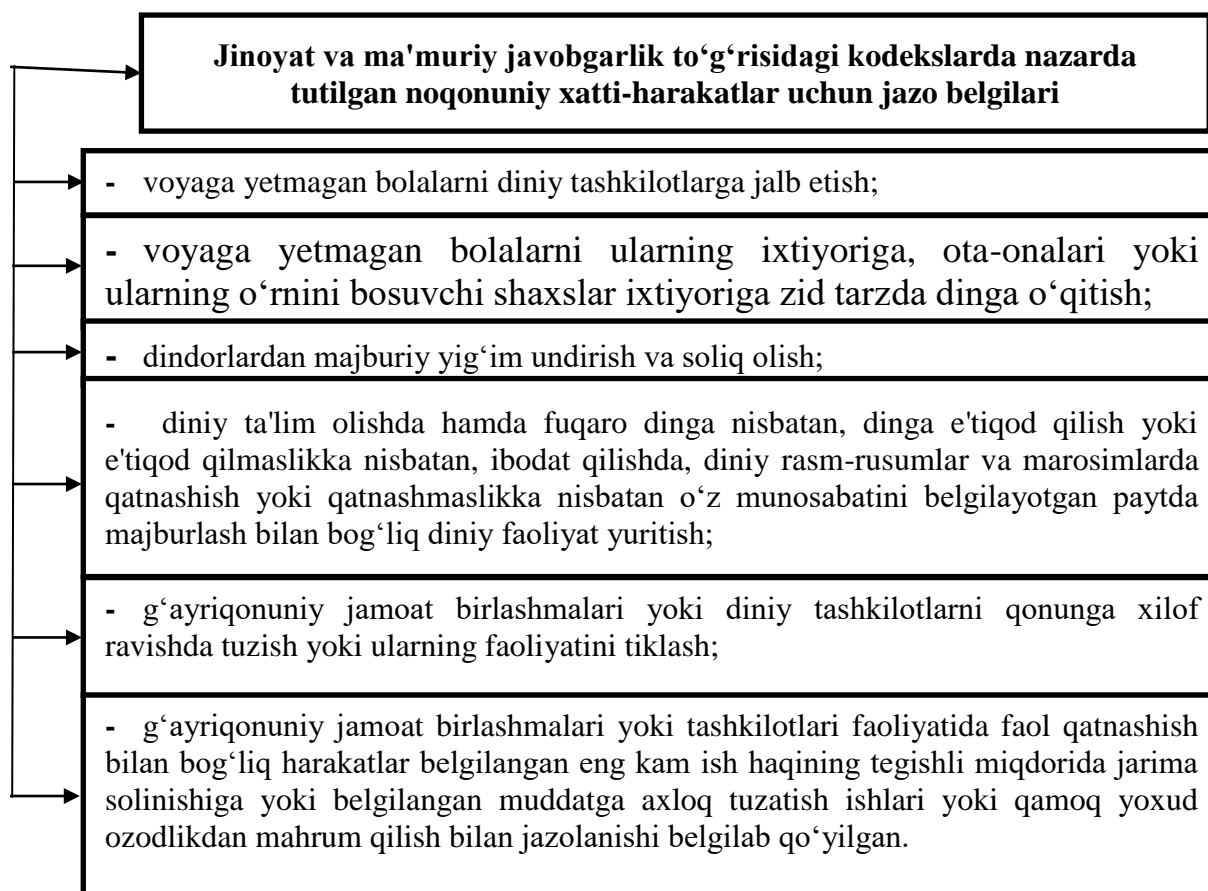 Jinoyat va ma'muriy javobgarlik to‘g‘risidagi kodekslarda nazarda
tutilgan noqonuniy xatti-harakatlar uchun jazo belgilari
- voyaga yetmagan bolalarni diniy tashkilotlarga jalb etish;
- voyaga yetmagan bolalarni ularning ixtiyoriga, ota-onalari yoki
ularning o‘rnini bosuvchi shaxslar ixtiyoriga zid tarzda dinga o‘qitish;
- dindorlardan majburiy yig‘im undirish va soliq olish;
- diniy ta'lim olishda hamda fuqaro dinga nisbatan, dinga e'tiqod qilish yoki
e'tiqod qilmaslikka nisbatan, ibodat qilishda, diniy rasm-rusumlar va marosimlarda
qatnashish yoki qatnashmaslikka nisbatan o‘z munosabatini belgilayotgan paytda
majburlash bilan bog‘liq diniy faoliyat yuritish;
- g‘ayriqonuniy jamoat birlashmalari yoki diniy tashkilotlarni qonunga xilof
ravishda tuzish yoki ularning faoliyatini tiklash;
- g‘ayriqonuniy jamoat birlashmalari yoki tashkilotlari faoliyatida faol qatnashish
bilan bog‘liq harakatlar belgilangan eng kam ish haqining tegishli miqdorida jarima
solinishiga yoki belgilangan muddatga axloq tuzatish ishlari yoki qamoq yoxud
ozodlikdan mahrum qilish bilan jazolanishi belgilab qo‘yilgan.